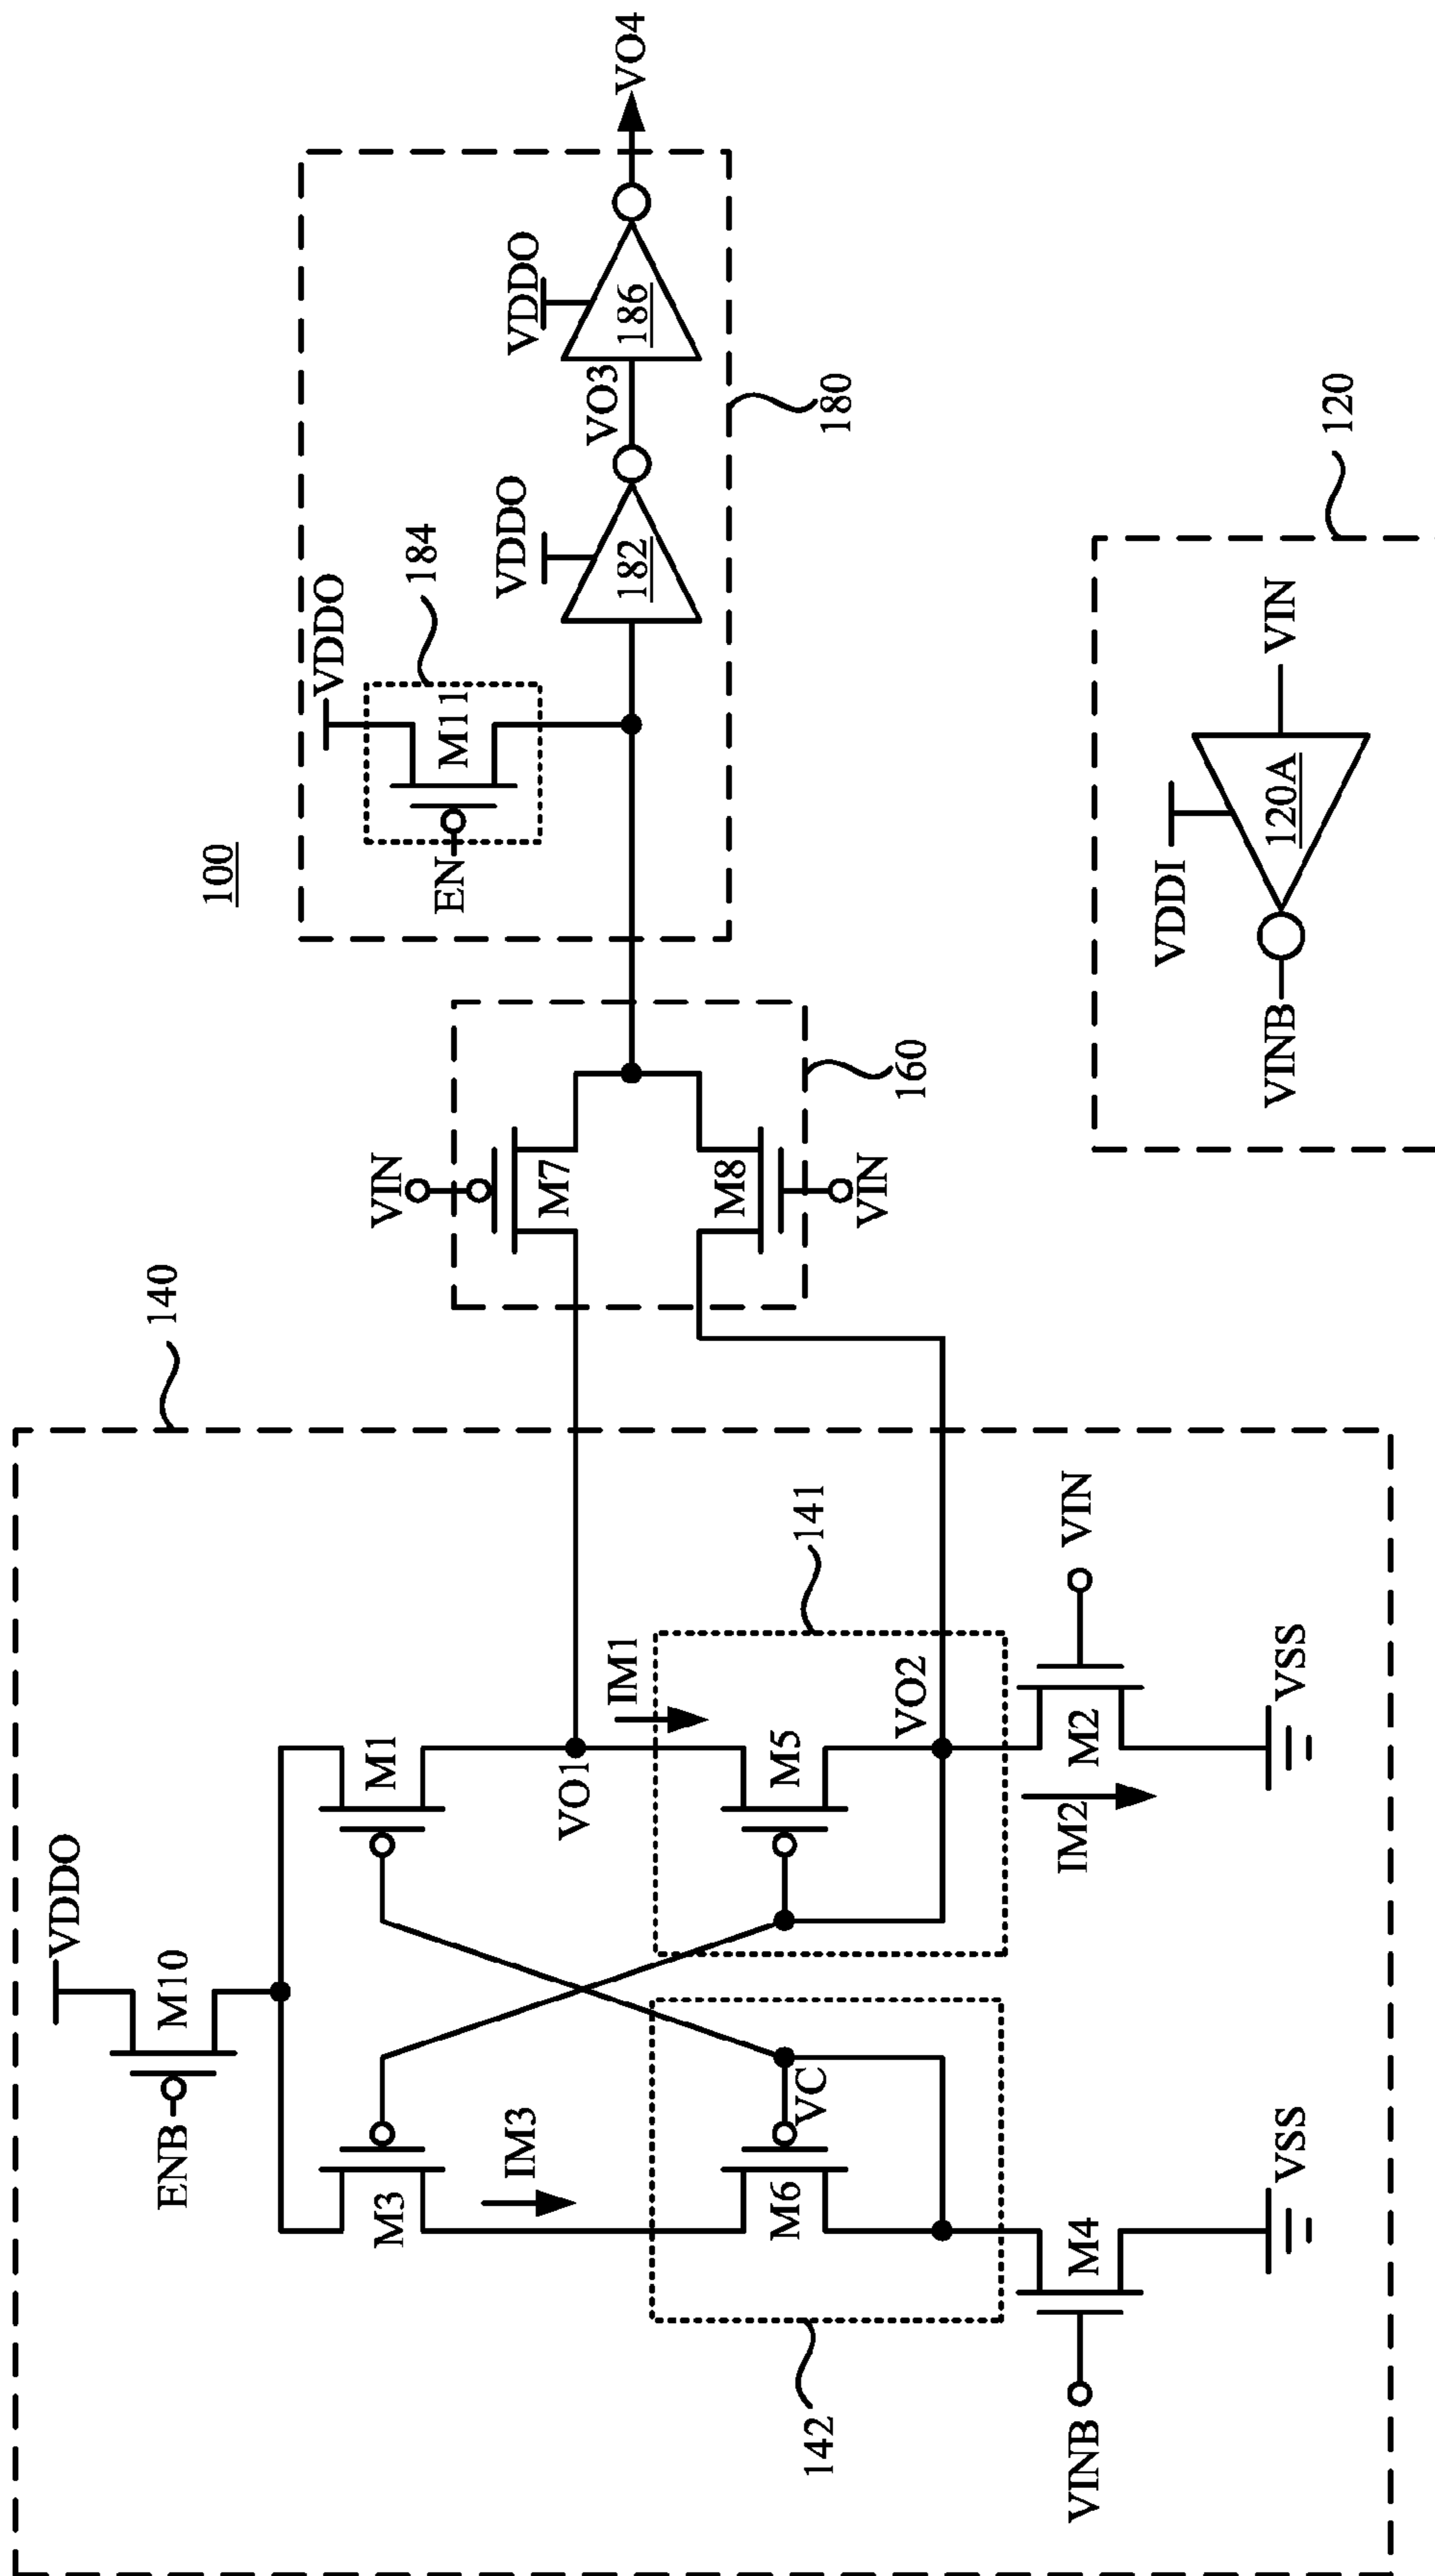 100
140
VDDO
ENB
M10
M3
M1
IM3
VO1
IM1
142
VC
M6
M5
141
VO2
VINB
M4
IM2
M2
VIN
VSS
VSS
VIN
M7
M8
VIN
160
EN
M11
VDDO
184
VDDO
182
VO3
VDDO
186
VO4
180
VINB
VDDI
120A
VIN
120